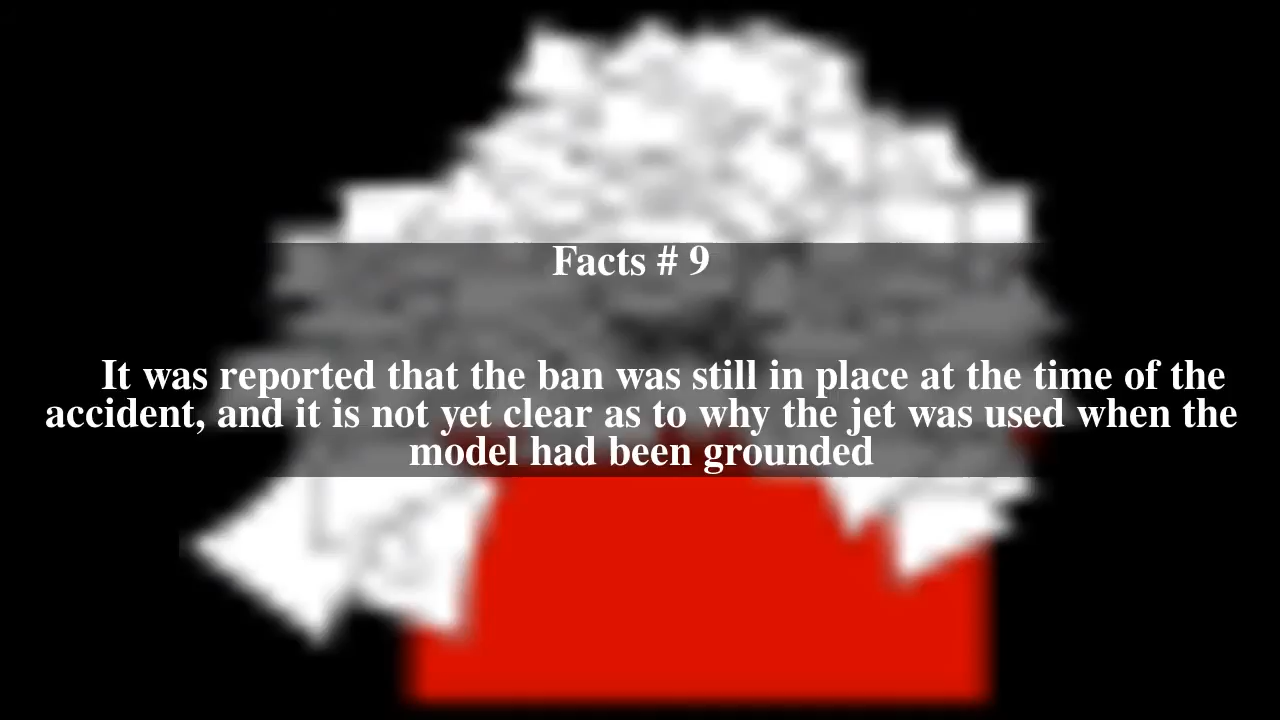 Facts # 9
It was reported that the ban was still in place at the time of the
accident, and it is not yet clear as to why the jet was used when the
model had been grounded